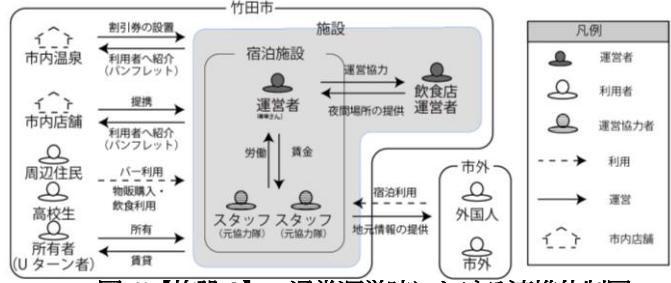 竹田市
施設
宿泊施設
割引券の設置
市内温泉
利用者へ紹介
(パンフレット)
提携
市内店舗
利用者へ紹介
(パンフレット)
周辺住民
バー利用
物販購入・
飲食利用
高校生
所有者
(Uターン者)
所有
賃貸
運営者
運営協力
夜間場所の提供
飲食店
運営者
労働
賃金
スタッフ
(元協力隊)
スタッフ
(元協力隊)
宿泊利用
地元情報の提供
市外
外国人
市外
凡例
運営者
利用者
運営協力者
利用
運営
市内店舗